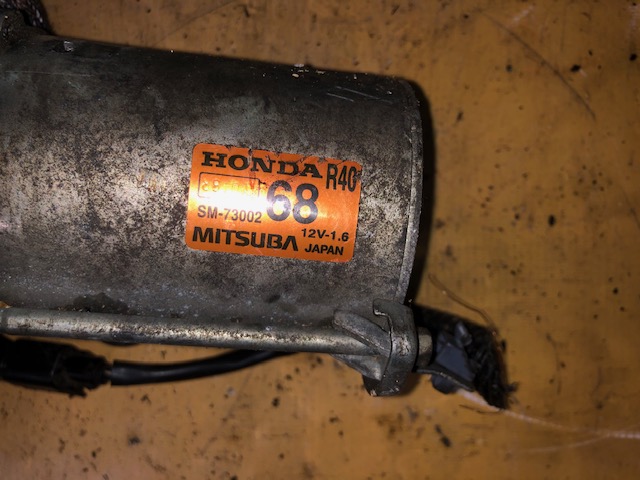 HONDA R40
68
SM-73002
12V-1.6
MITSUBA JAPAN